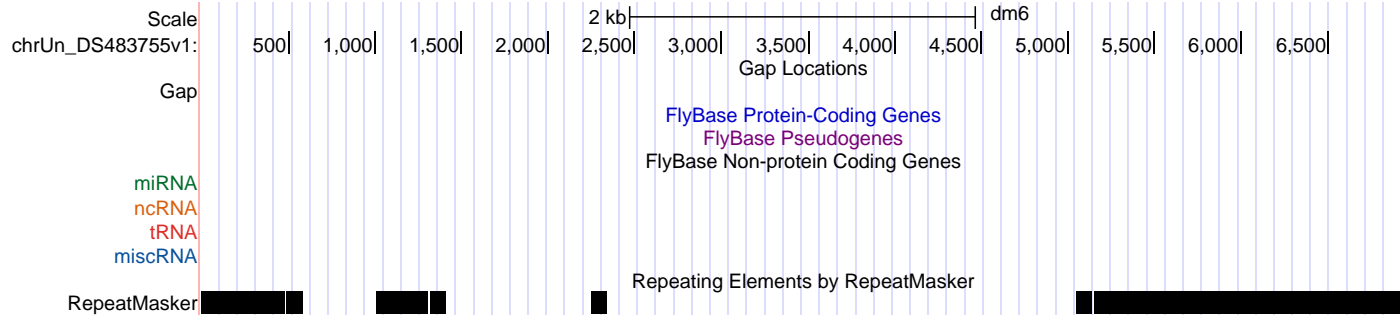 Scale 2 kb dm6
chrUn_DS483755v1: 500 1,000 1,500 2,000 2,500 3,000 3,500 4,000 4,500 5,000 5,500 6,000 6,500
Gap Locations
Gap
FlyBase Protein-Coding Genes
FlyBase Pseudogenes
FlyBase Non-protein Coding Genes
miRNA
ncRNA
tRNA
miscRNA
Repeating Elements by RepeatMasker
RepeatMasker